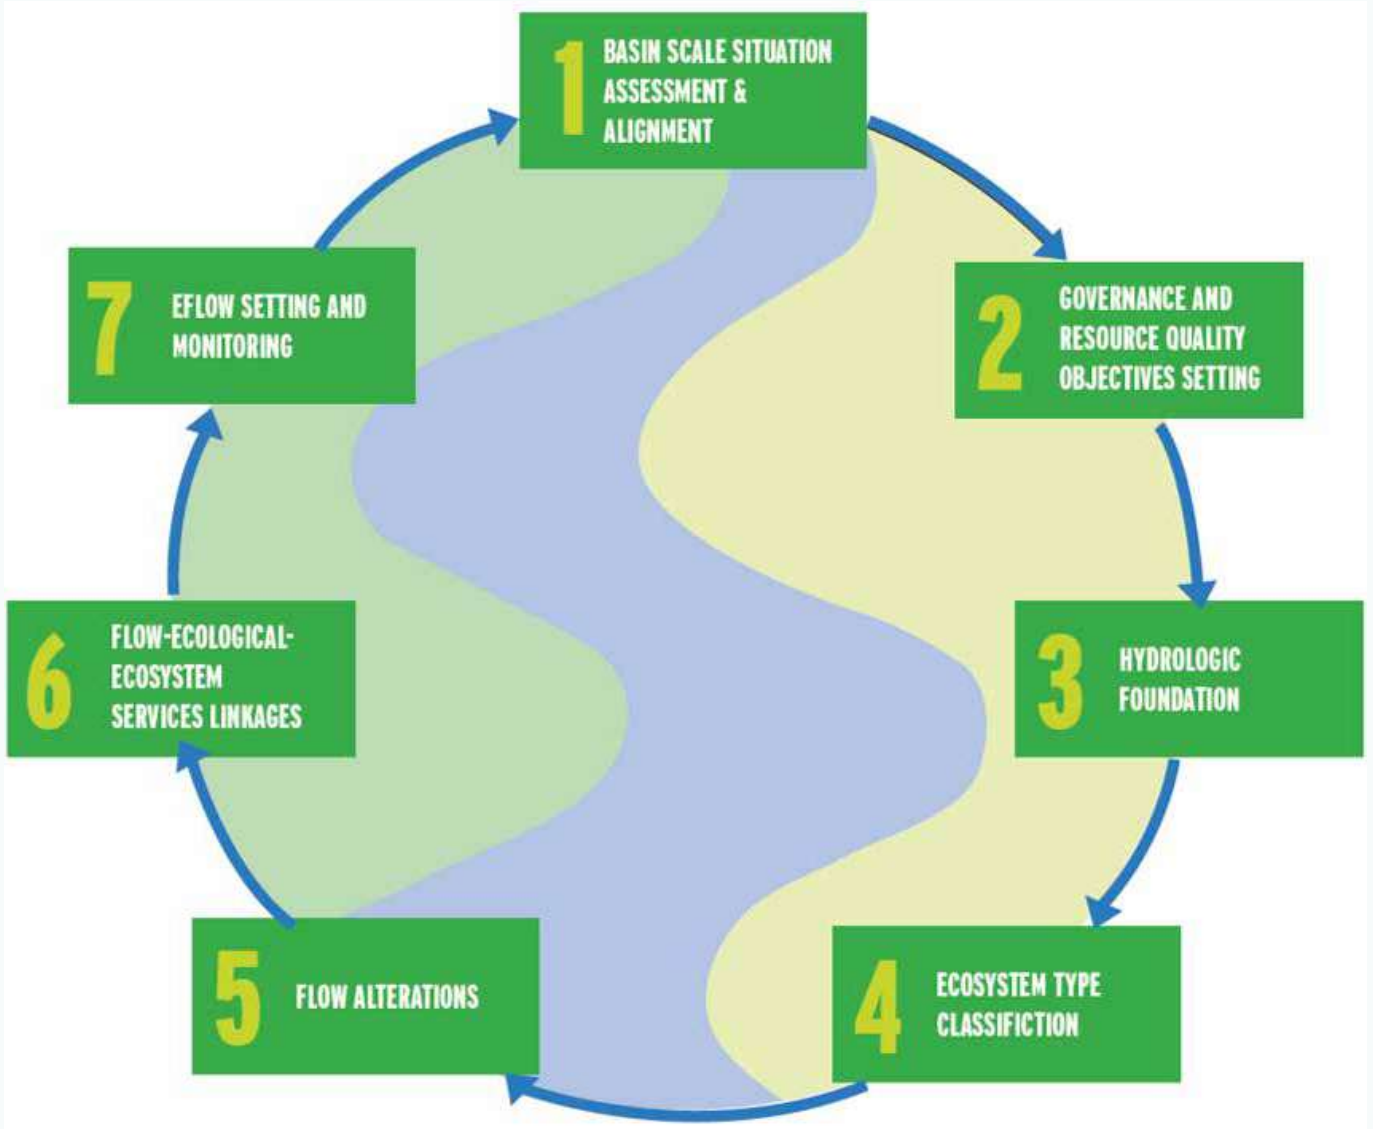 1
BASIN SCALE SITUATION
ASSESSMENT &
ALIGNMENT
2
GOVERNANCE AND
RESOURCE QUALITY
OBJECTIVES SETTING
3
HYDROLOGIC
FOUNDATION
4
ECOSYSTEM TYPE
CLASSIFICTION
5
FLOW ALTERATIONS
6
FLOW-ECOLOGICAL-
ECOSYSTEM
SERVICES LINKAGES
7
EFLOW SETTING AND
MONITORING